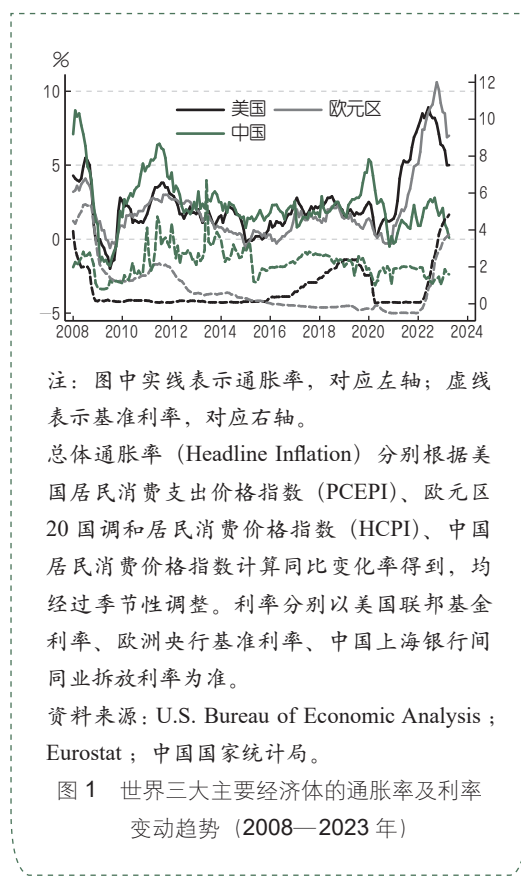 %
10
5
0
—5
12
10
8
6
4
2
0
美国 欧元区
中国
2008 2010 2012 2014 2016 2018 2020 2022 2024
注：图中实线表示通胀率，对应左轴；虚线
表示基准利率，对应右轴。
总体通胀率（Headline Inflation）分别根据美
国居民消费支出价格指数（PCEPI）、欧元区
20 国调和居民消费价格指数（HCPI）、中国
居民消费价格指数计算同比变化率得到，均
经过季节性调整。利率分别以美国联邦基金
利率、欧洲央行基准利率、中国上海银行间
同业拆放利率为准。
资料来源：U.S. Bureau of Economic Analysis；
Eurostat；中国国家统计局。
图 1 世界三大主要经济体的通胀率及利率
变动趋势（2008—2023 年）